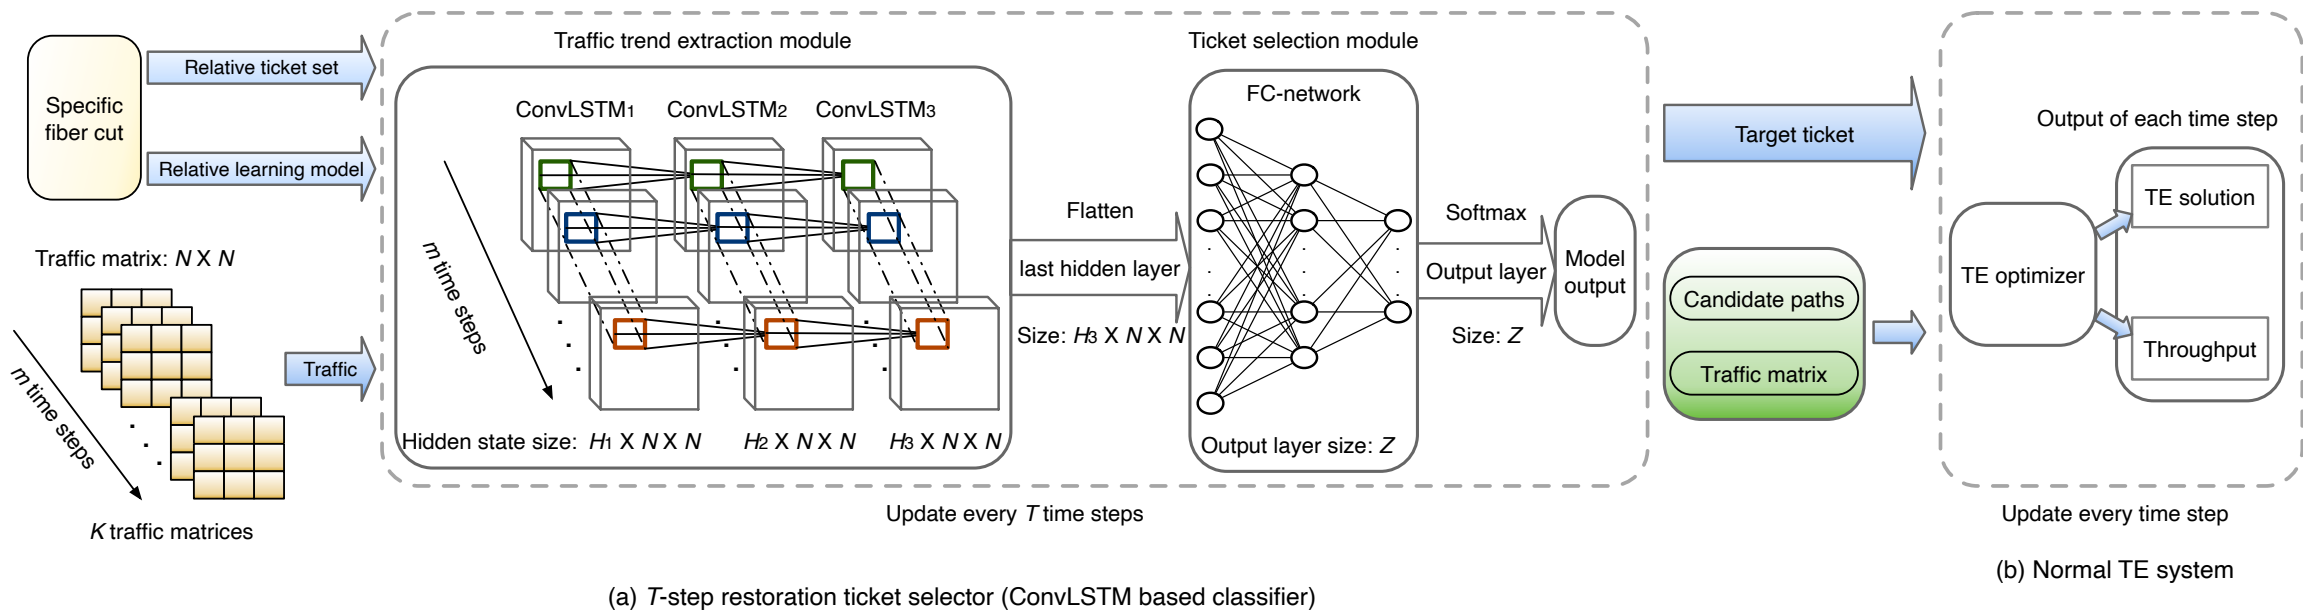 Specific
fiber cut
Relative ticket set
Relative learning model
Traffic matrix: N X N
m time steps
K traffic matrices
Traffic
Traffic trend extraction module
ConvLSTM1
ConvLSTM2
ConvLSTM3
m time steps
Hidden state size: H1 X N X N
H2 X N X N
H3 X N X N
Flatten
last hidden layer
Size: H3 X N X N
Ticket selection module
FC-network
Output layer size: Z
Softmax
Output layer
Size: Z
Model
output
Update every T time steps
(a) T-step restoration ticket selector (ConvLSTM based classifier)
Target ticket
Candidate paths
Traffic matrix
Output of each time step
TE optimizer
TE solution
Throughput
Update every time step
(b) Normal TE system